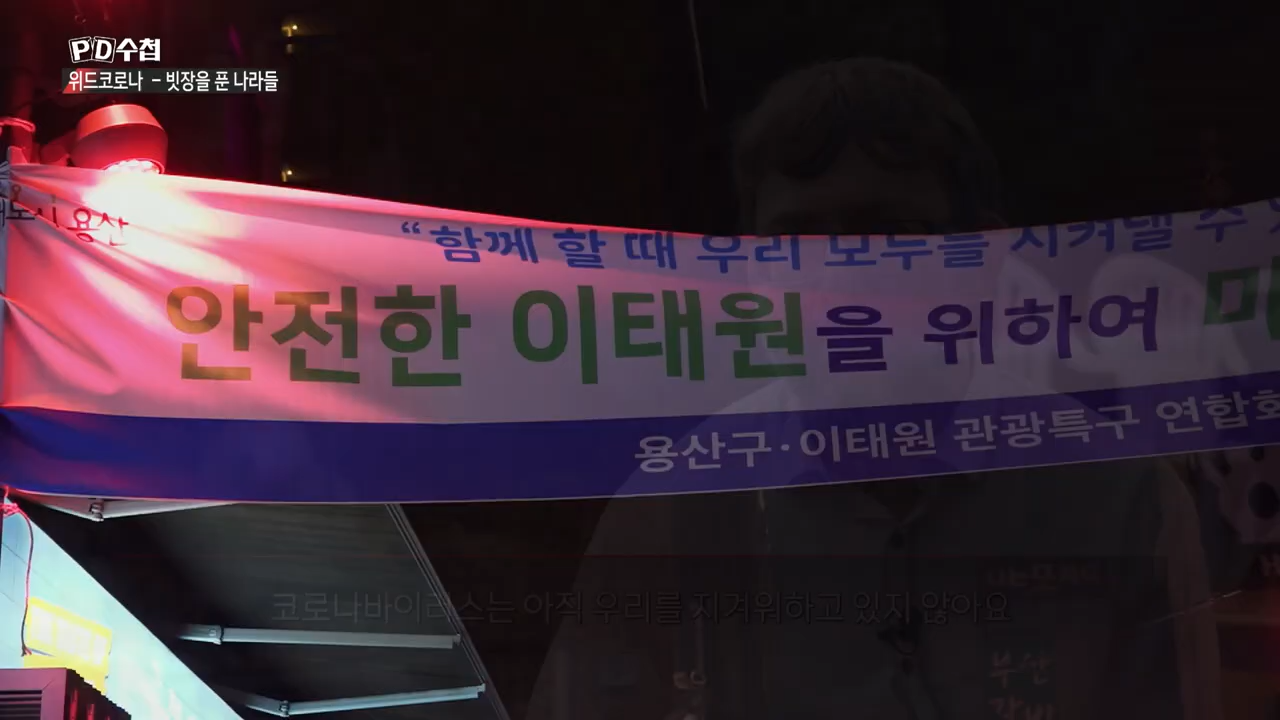 PD수첩
위드코로나 - 빗장을 푼 나라들
용산
“함께 할 때 우리 모두를 지켜낼 수
안전한 이태원을 위하여
용산구·이태원 관광특구 연합회
코로나바이러스는 아직 우리를 지겨워하고 있지 않아요